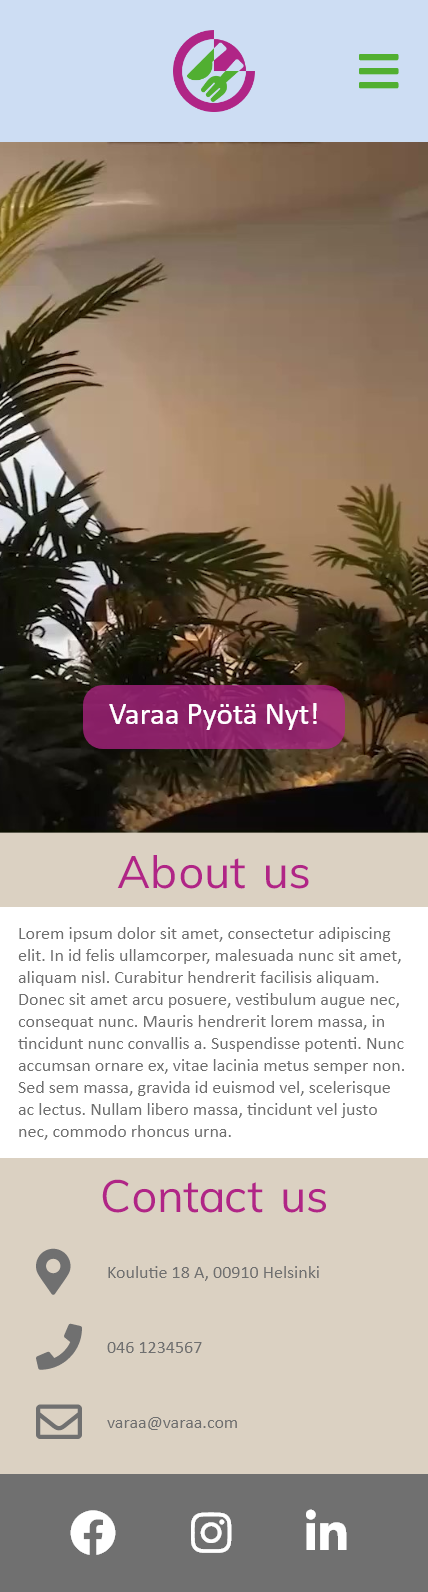 Varaa Pyötä Nyt!
About us
Lorem ipsum dolor sit amet, consectetur adipiscing
elit. In id felis ullamcorper, malesuada nunc sit amet,
aliquam nisl. Curabitur hendrerit facilisis aliquam.
Donec sit amet arcu posuere, vestibulum augue nec,
consequat nunc. Mauris hendrerit lorem massa, in
tincidunt nunc convallis a. Suspendisse potenti. Nunc
accumsan ornare ex, vitae lacinia metus semper non.
Sed sem massa, gravida id euismod vel, scelerisque
ac lectus. Nullam libero massa, tincidunt vel justo
nec, commodo rhoncus urna.
Contact us
Koulutie 18 A, 00910 Helsinki
046 1234567
varaa@varaa.com